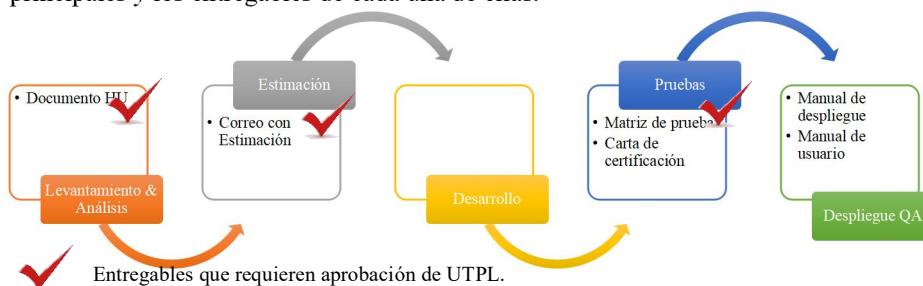 principales y los entregables de cada una de ellas.
• Documento HU
Levantamiento &
Análisis
Estimación
• Correo con
Estimación
Desarrollo
Pruebas
• Matriz de prueba
• Carta de
certificación
• Manual de
despliegue
• Manual de
usuario
Despliegue QA
Entregables que requieren aprobación de UTPL.